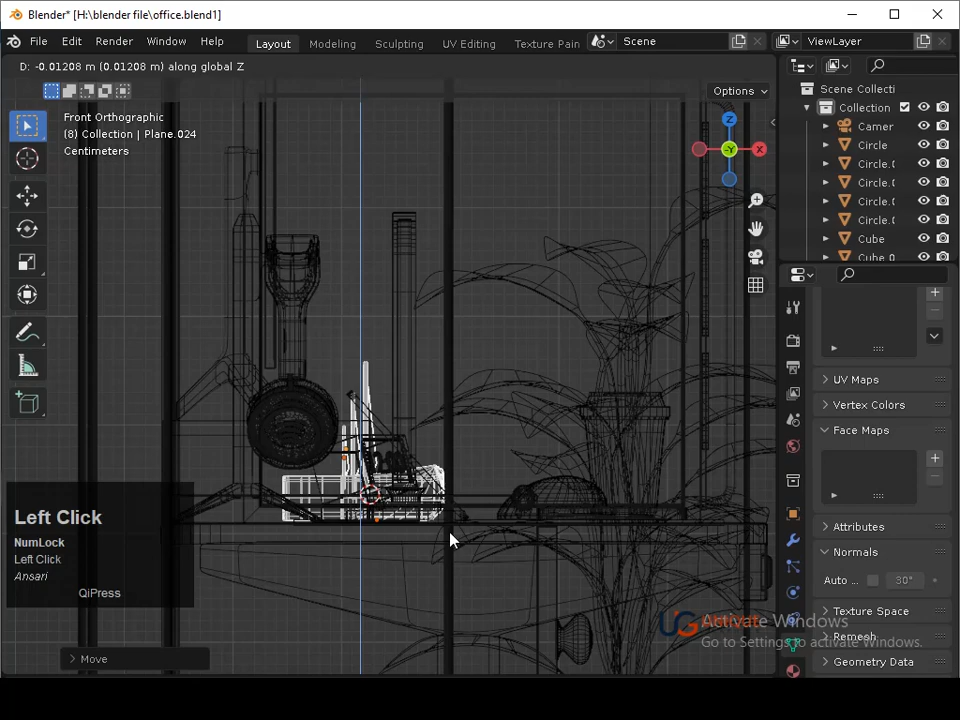 Blender* [H:\blender file\office.blend1]
File Edit Render Window Help Layout Modeling Sculpting UV Editing Texture Pain Scene ViewLayer
D: -0.01208 m (0.01208 m) along global Z
Options
Front Orthographic
(8) Collection | Plane.024
Centimeters
Z
-Y
X
Scene Collecti
Collection
Camer
Circle
Circle.(
Circle.(
Circle.(
Circle.(
Cube
Cube.0
UV Maps
Vertex Colors
Face Maps
Attributes
Normals
Auto ... 30°
Texture Space
Remesh
Geometry Data
Left Click
NumLock
Left Click
Ansari
QiPress
Move
Activate Windows
Go to Settings to activate Windows.